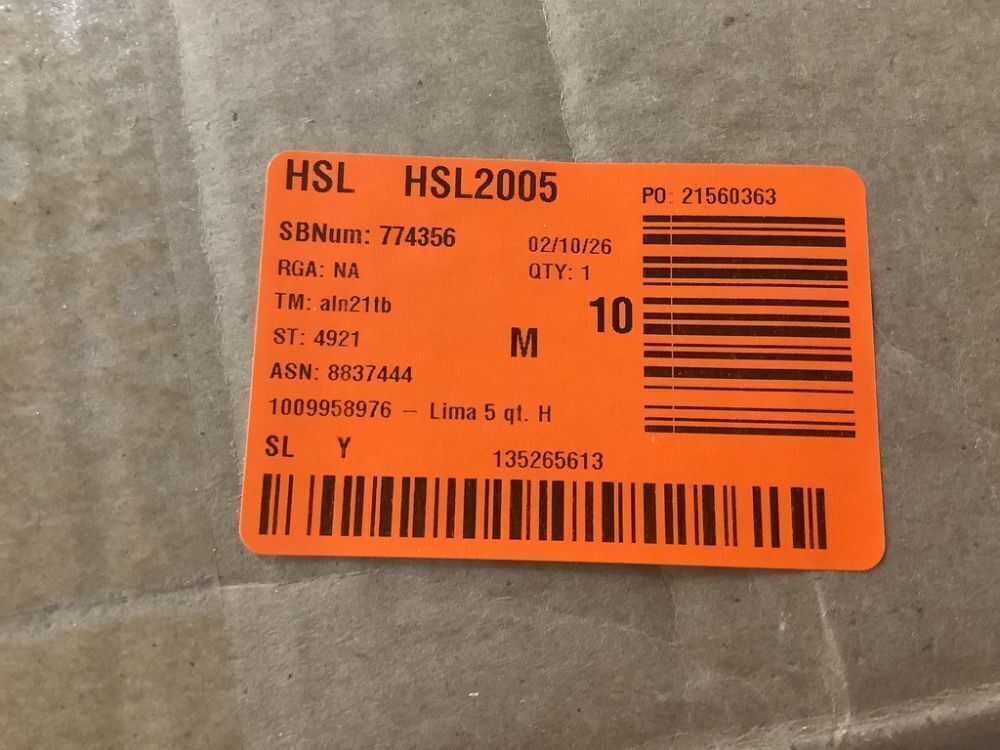 HSL HSL2005
PO: 21560363
SBNum: 774356
02/10/26
RGA: NA
QTY: 1
TM: aln21tb
10
ST: 4921
M
ASN: 8837444
1009958976 – Lima 5 qt. H
SL Y
135265613